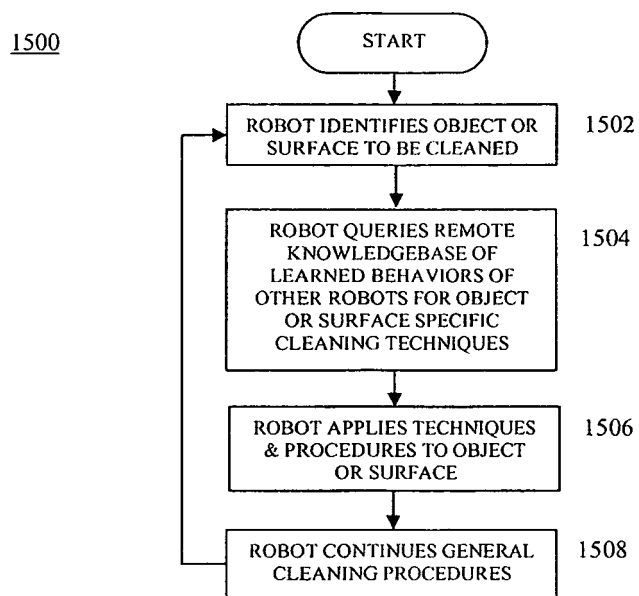 1500
START
ROBOT IDENTIFIES OBJECT OR
SURFACE TO BE CLEANED
1502
ROBOT QUERIES REMOTE
KNOWLEDGEBASE OF
LEARNED BEHAVIORS OF
OTHER ROBOTS FOR OBJECT
OR SURFACE SPECIFIC
CLEANING TECHNIQUES
1504
ROBOT APPLIES TECHNIQUES
& PROCEDURES TO OBJECT
OR SURFACE
1506
ROBOT CONTINUES GENERAL
CLEANING PROCEDURES
1508